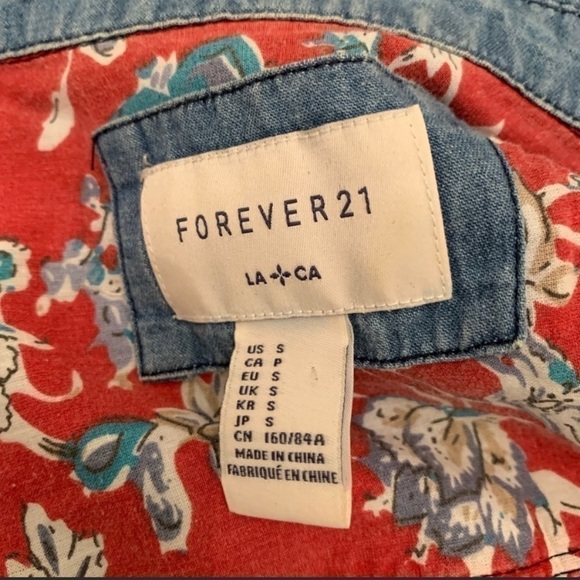 FOREVER 21
LA CA
US S
CA P
EU S
UK S
KR S
JP S
CN 160/84A
MADE IN CHINA
FABRIQUÉ EN CHINE